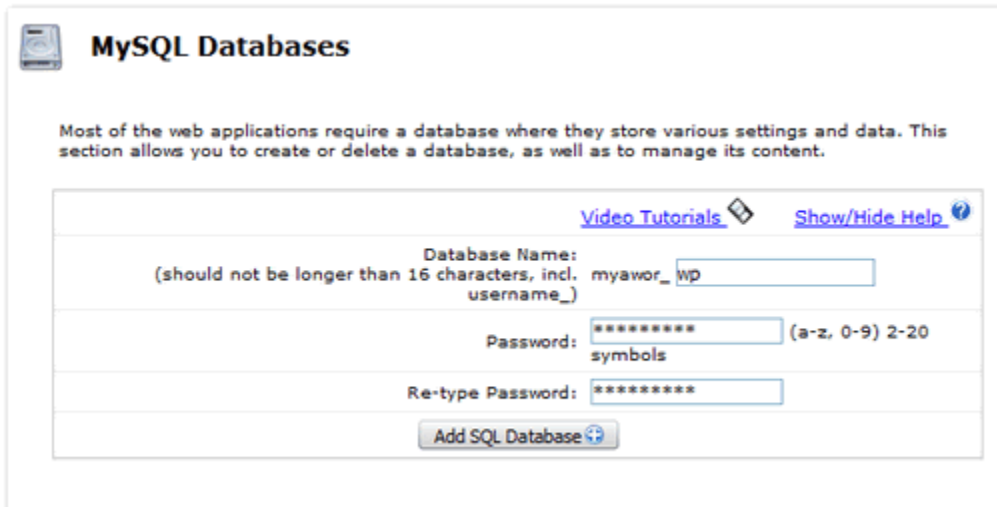 MySQL Databases
Most of the web applications require a database where they store various settings and data. This
section allows you to create or delete a database, as well as to manage its content.
Video Tutorials Show/Hide Help ?
Database Name:
(should not be longer than 16 characters, incl.
username_)
myawor_ wp
Password: ********* (a-z, 0-9) 2-20
symbols
Re-type Password: *********
Add SQL Database